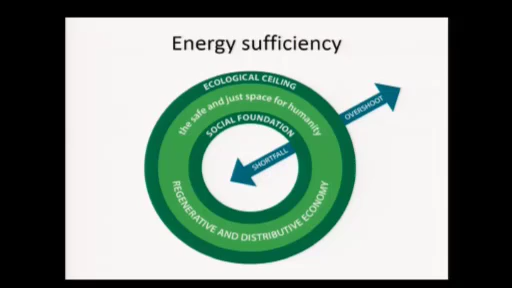 Energy sufficiency
ECOLOGICAL CEILING
the safe and just space for humanity
SOCIAL FOUNDATION
OVERSHOOT
SHORTFALL
REGENERATIVE AND DISTRIBUTIVE ECONOMY